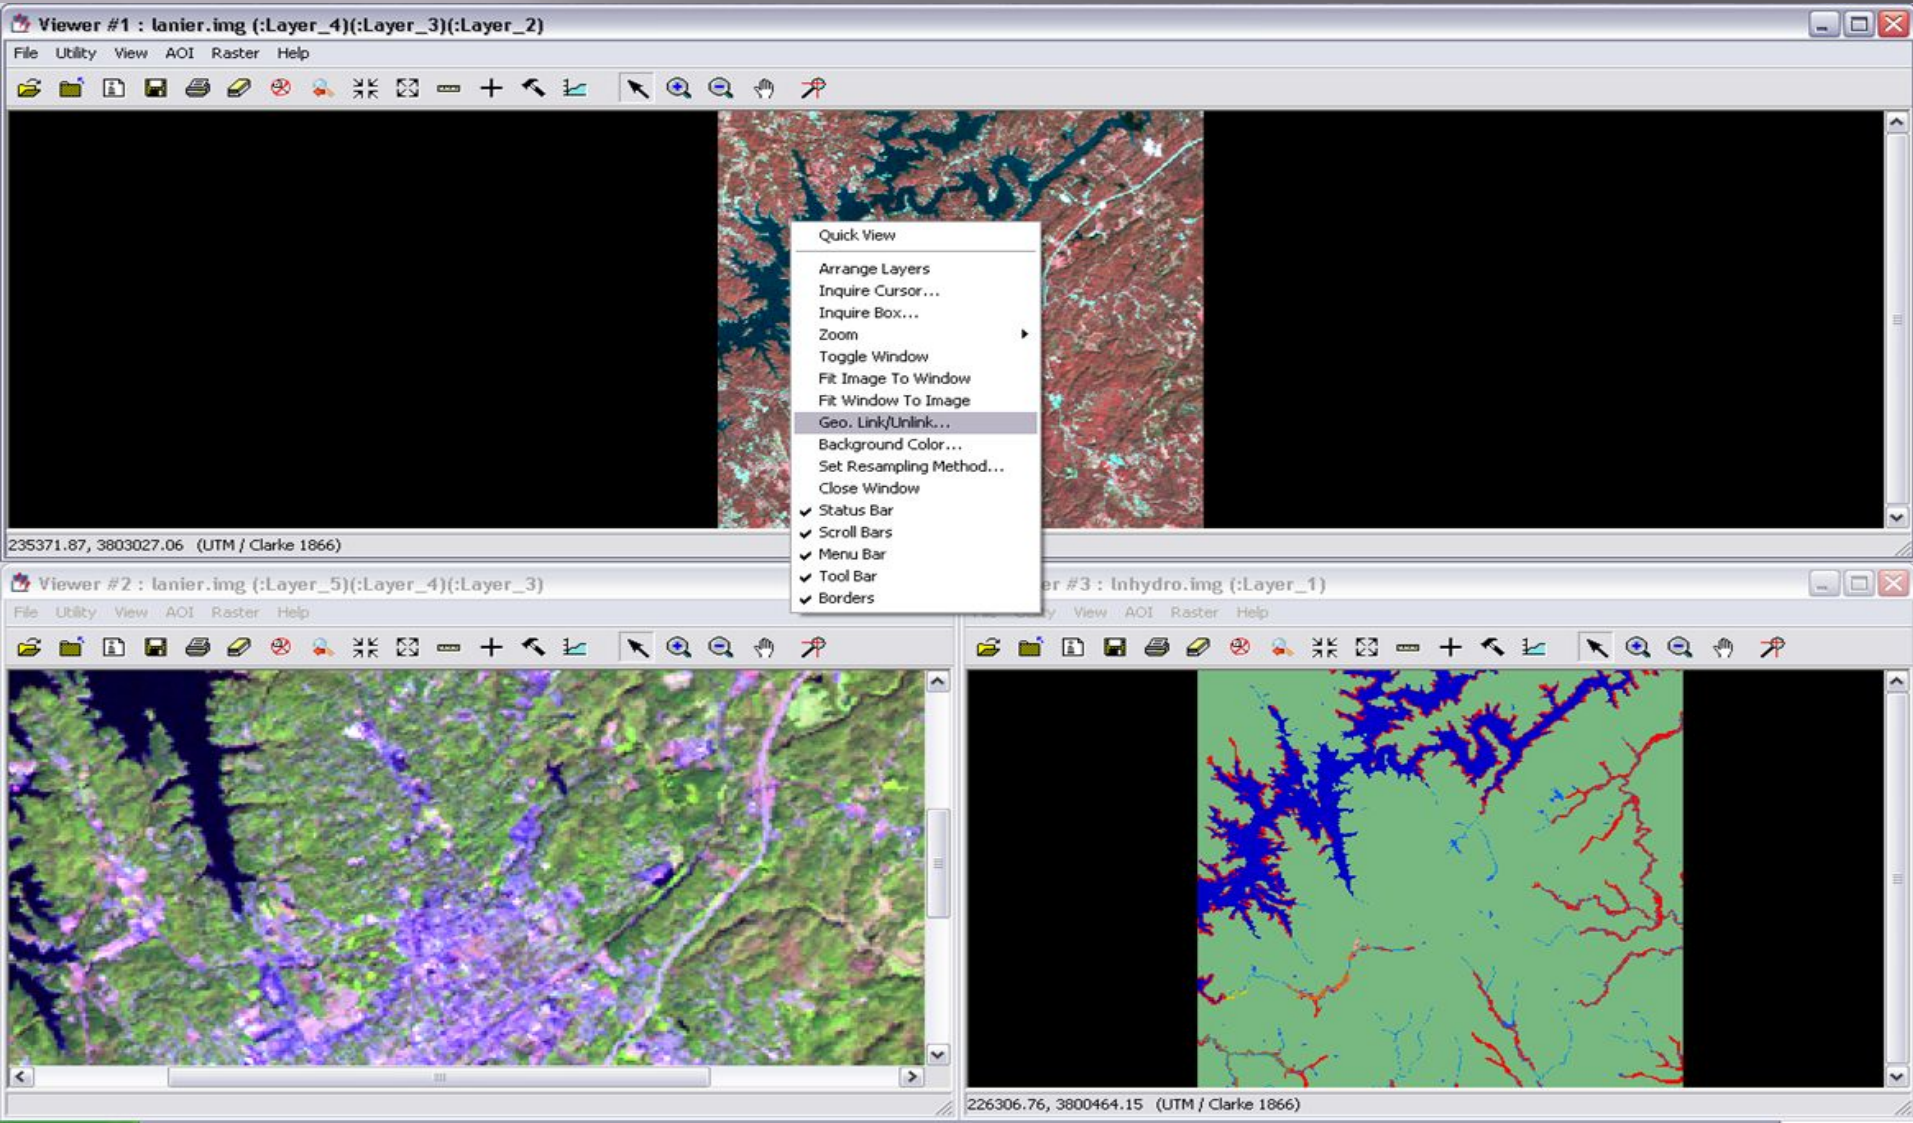 Viewer #1 : lanier.img (:Layer_4)(:Layer_3)(:Layer_2)
File Utility View AOI Raster Help
Quick View
Arrange Layers
Inquire Cursor...
Inquire Box...
Zoom
Toggle Window
Fit Image To Window
Fit Window To Image
Geo. Link/Unlink...
Background Color...
Set Resampling Method...
Close Window
Status Bar
Scroll Bars
Menu Bar
Tool Bar
Borders
235371.87, 3803027.06 (UTM / Clarke 1866)
Viewer #2 : lanier.img (:Layer_5)(:Layer_4)(:Layer_3)
File Utility View AOI Raster Help
er #3 : lnhydro.img (:Layer_1)
View AOI Raster Help
226306.76, 3800464.15 (UTM / Clarke 1866)